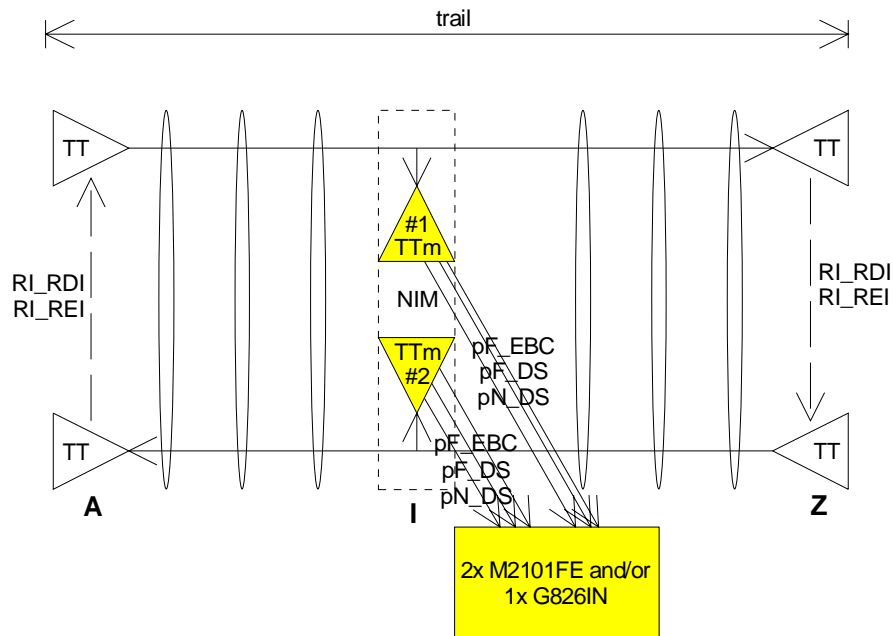 trail
TT
TT
#1
TTm
RI_RDI
RI_REI
NIM
RI_RDI
RI_REI
TTm
#2
pF_EBC
pF_DS
pN_DS
TT
TT
pF_EBC
pF_DS
pN_DS
A
I
Z
2x M2101FE and/or
1x G826IN